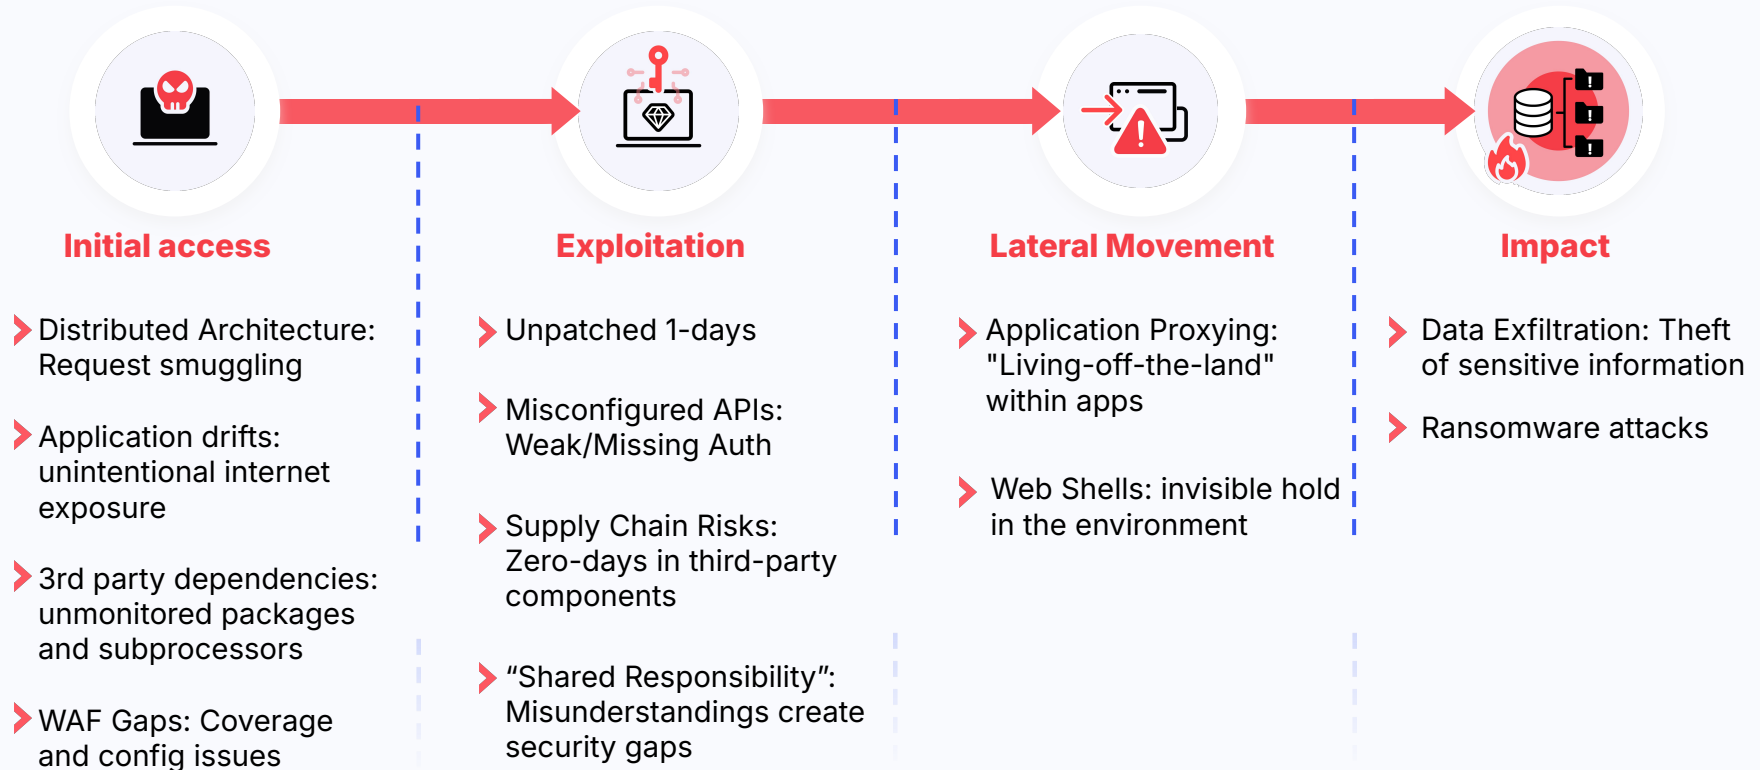 Initial access
Distributed Architecture:
Request smuggling
Application drifts:
unintentional internet
exposure
3rd party dependencies:
unmonitored packages
and subprocessors
WAF Gaps: Coverage
and config issues
Exploitation
Unpatched 1-days
Misconfigured APIs:
Weak/Missing Auth
Supply Chain Risks:
Zero-days in third-party
components
“Shared Responsibility”:
Misunderstandings create
security gaps
Lateral Movement
Application Proxying:
"Living-off-the-land"
within apps
Web Shells: invisible hold
in the environment
Impact
Data Exfiltration: Theft
of sensitive information
Ransomware attacks